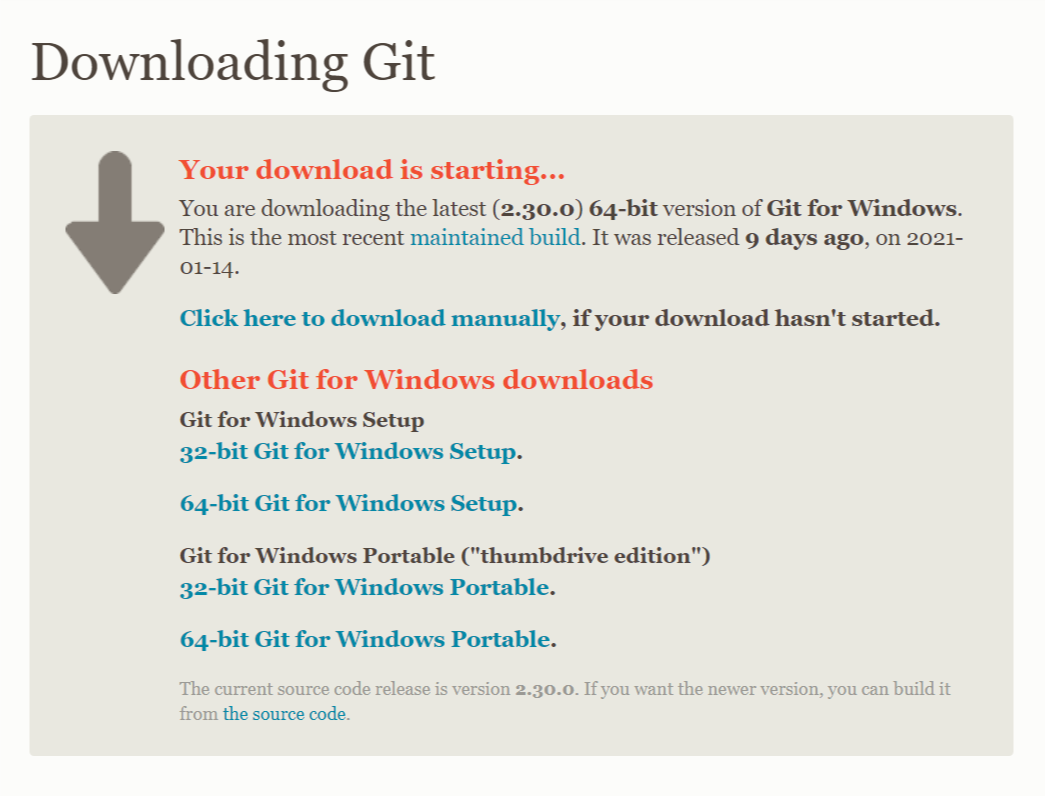 Downloading Git
Your download is starting...
You are downloading the latest (2.30.0) 64-bit version of Git for Windows.
This is the most recent maintained build. It was released 9 days ago, on 2021-
01-14.
Click here to download manually, if your download hasn't started.
Other Git for Windows downloads
Git for Windows Setup
32-bit Git for Windows Setup.
64-bit Git for Windows Setup.
Git for Windows Portable ("thumbdrive edition")
32-bit Git for Windows Portable.
64-bit Git for Windows Portable.
The current source code release is version 2.30.0. If you want the newer version, you can build it
from the source code.